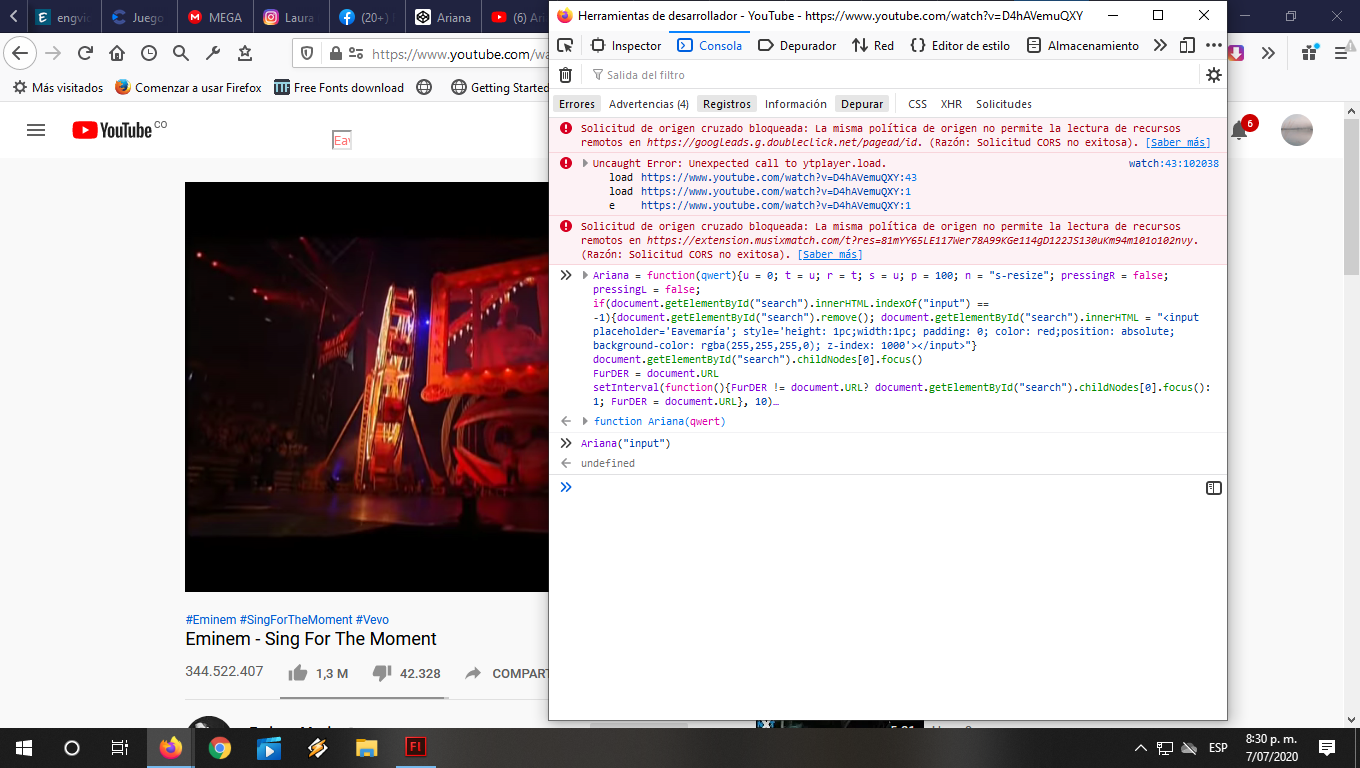 engvid
Juego
MEGA
Laura
(20+)
Ariana
(6) Ari
Herramientas de desarrollador - YouTube - https://www.youtube.com/watch?v=D4hAVemuQXY
https://www.youtube.com/wa
Inspector
Consola
Depurador
Red
Editor de estilo
Almacenamiento
Más visitados
Comenzar a usar Firefox
Free Fonts download
Getting Started
Salida del filtro
Errores
Advertencias (4)
Registros
Información
Depurar
CSS
XHR
Solicitudes
YouTube CO
Eav
6
Solicitud de origen cruzado bloqueada: La misma política de origen no permite la lectura de recursos
remotos en https://googleads.g.doubleclick.net/pagead/id. (Razón: Solicitud CORS no exitosa). [Saber más]
Uncaught Error: Unexpected call to ytplayer.load.
watch:43:102038
load https://www.youtube.com/watch?v=D4hAVemuQXY:43
load https://www.youtube.com/watch?v=D4hAVemuQXY:1
e https://www.youtube.com/watch?v=D4hAVemuQXY:1
Solicitud de origen cruzado bloqueada: La misma política de origen no permite la lectura de recursos
remotos en https://extension.musixmatch.com/t?res=81mYY65LE117Wer78A99KGe114gD122JS130uKm94m101o102nvy.
(Razón: Solicitud CORS no exitosa). [Saber más]
Ariana = function(qwert){u = 0; t = u; r = t; s = u; p = 100; n = "s-resize"; pressingR = false;
pressingL = false;
if(document.getElementById("search").innerHTML.indexOf("input") ==
-1){document.getElementById("search").remove(); document.getElementById("search").innerHTML = "<input
placeholder='Eavemaría'; style='height: 1pc;width:1pc; padding: 0; color: red;position: absolute;
background-color: rgba(255,255,255,0); z-index: 1000'></input>"}
document.getElementById("search").childNodes[0].focus()
FurDER = document.URL
setInterval(function(){FurDER != document.URL? document.getElementById("search").childNodes[0].focus():
1; FurDER = document.URL}, 10)…
function Ariana(qwert)
Ariana("input")
undefined
MAIN
ENTRANCE
#Eminem #SingForTheMoment #Vevo
Eminem - Sing For The Moment
344.522.407
1,3 M
42.328
COMPART
Fl
ESP
8:30 p. m.
7/07/2020